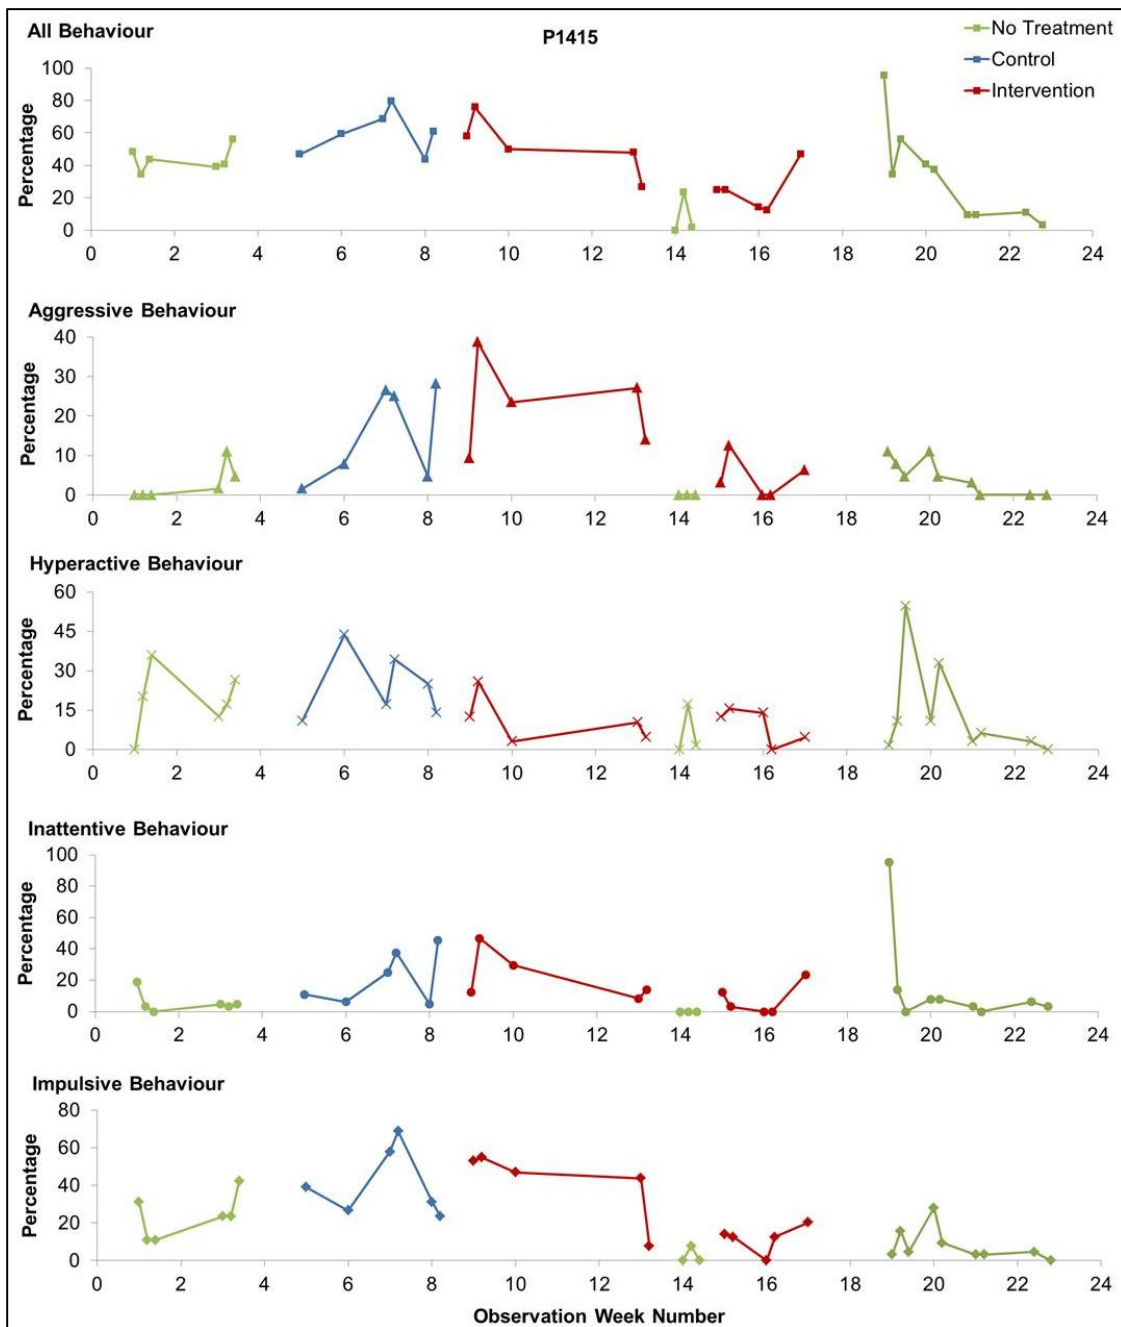 All Behaviour
P1415
No Treatment
Control
Intervention
Percentage
100
80
60
40
20
0
0 2 4 6 8 10 12 14 16 18 20 22 24
Aggressive Behaviour
Percentage
40
30
20
10
0
0 2 4 6 8 10 12 14 16 18 20 22 24
Hyperactive Behaviour
Percentage
60
45
30
15
0
0 2 4 6 8 10 12 14 16 18 20 22 24
Inattentive Behaviour
Percentage
100
80
60
40
20
0
0 2 4 6 8 10 12 14 16 18 20 22 24
Impulsive Behaviour
Percentage
80
60
40
20
0
0 2 4 6 8 10 12 14 16 18 20 22 24
Observation Week Number